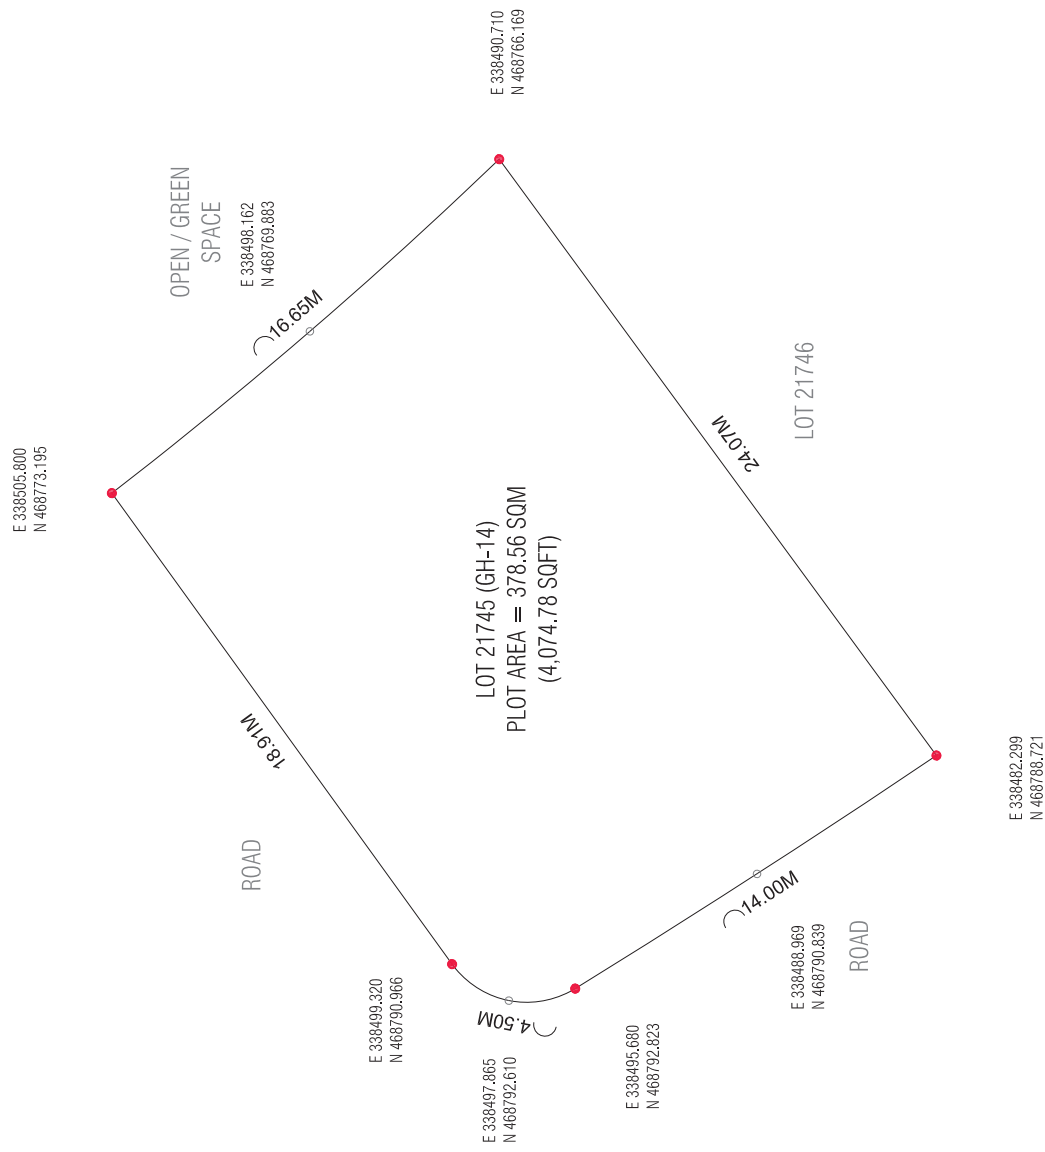 E 338490.710
N 468766.169
OPEN / GREEN
SPACE
E 338498.162
N 468769.883
16.65M
E 338505.800
N 468773.195
LOT 21746
24.07M
LOT 21745 (GH-14)
PLOT AREA = 378.56 SQM
(4,074.78 SQFT)
18.91M
ROAD
E 338482.299
N 468788.721
14.00M
E 338488.969
N 468790.839
ROAD
E 338499.320
N 468790.966
4.50M
E 338497.865
N 468792.610
E 338495.680
N 468792.823